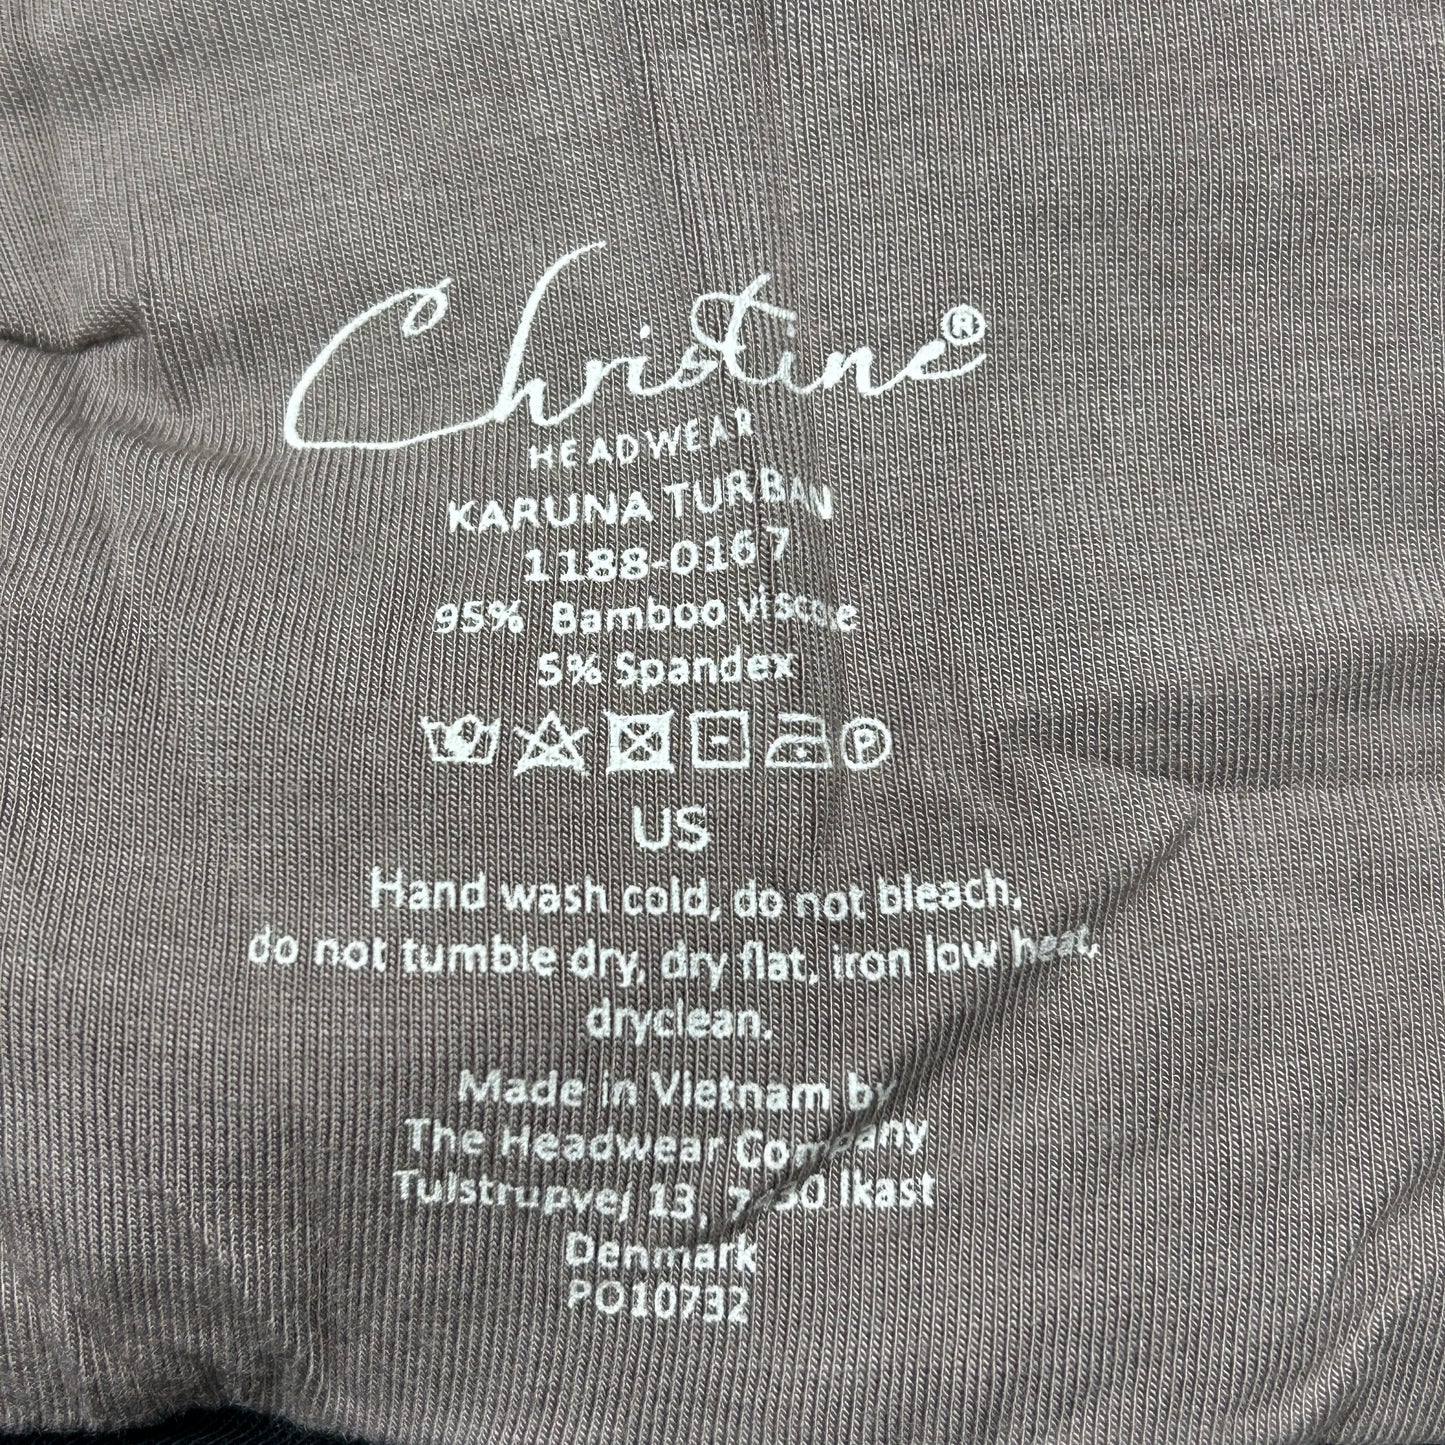 Christine®
HEADWEAR
KARUNA TURBAN
1188-0167
95% Bamboo viscose
5% Spandex
P
US
Hand wash cold, do not bleach,
do not tumble dry, dry flat, iron low heat,
dryclean.
Made in Vietnam by
The Headwear Company
Tulstrupvej 13, 7430 Ikast
Denmark
PO10732